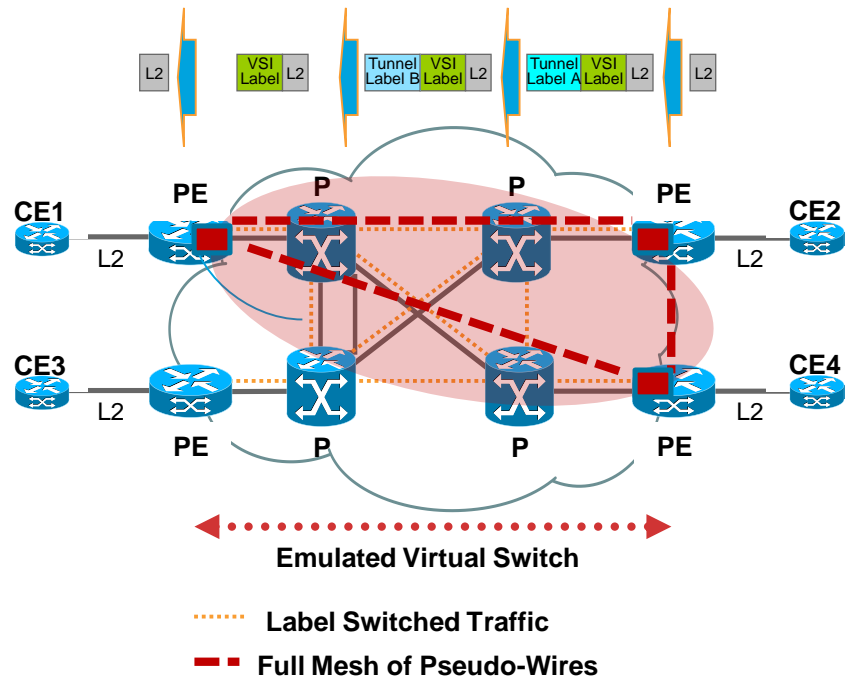 L2
VSI
Label
L2
Tunnel
Label B
VSI
Label
L2
Tunnel
Label A
VSI
Label
L2
L2
PE
P
P
PE
CE1
CE2
L2
L2
CE3
CE4
L2
L2
PE
P
P
PE
Emulated Virtual Switch
Label Switched Traffic
Full Mesh of Pseudo-Wires